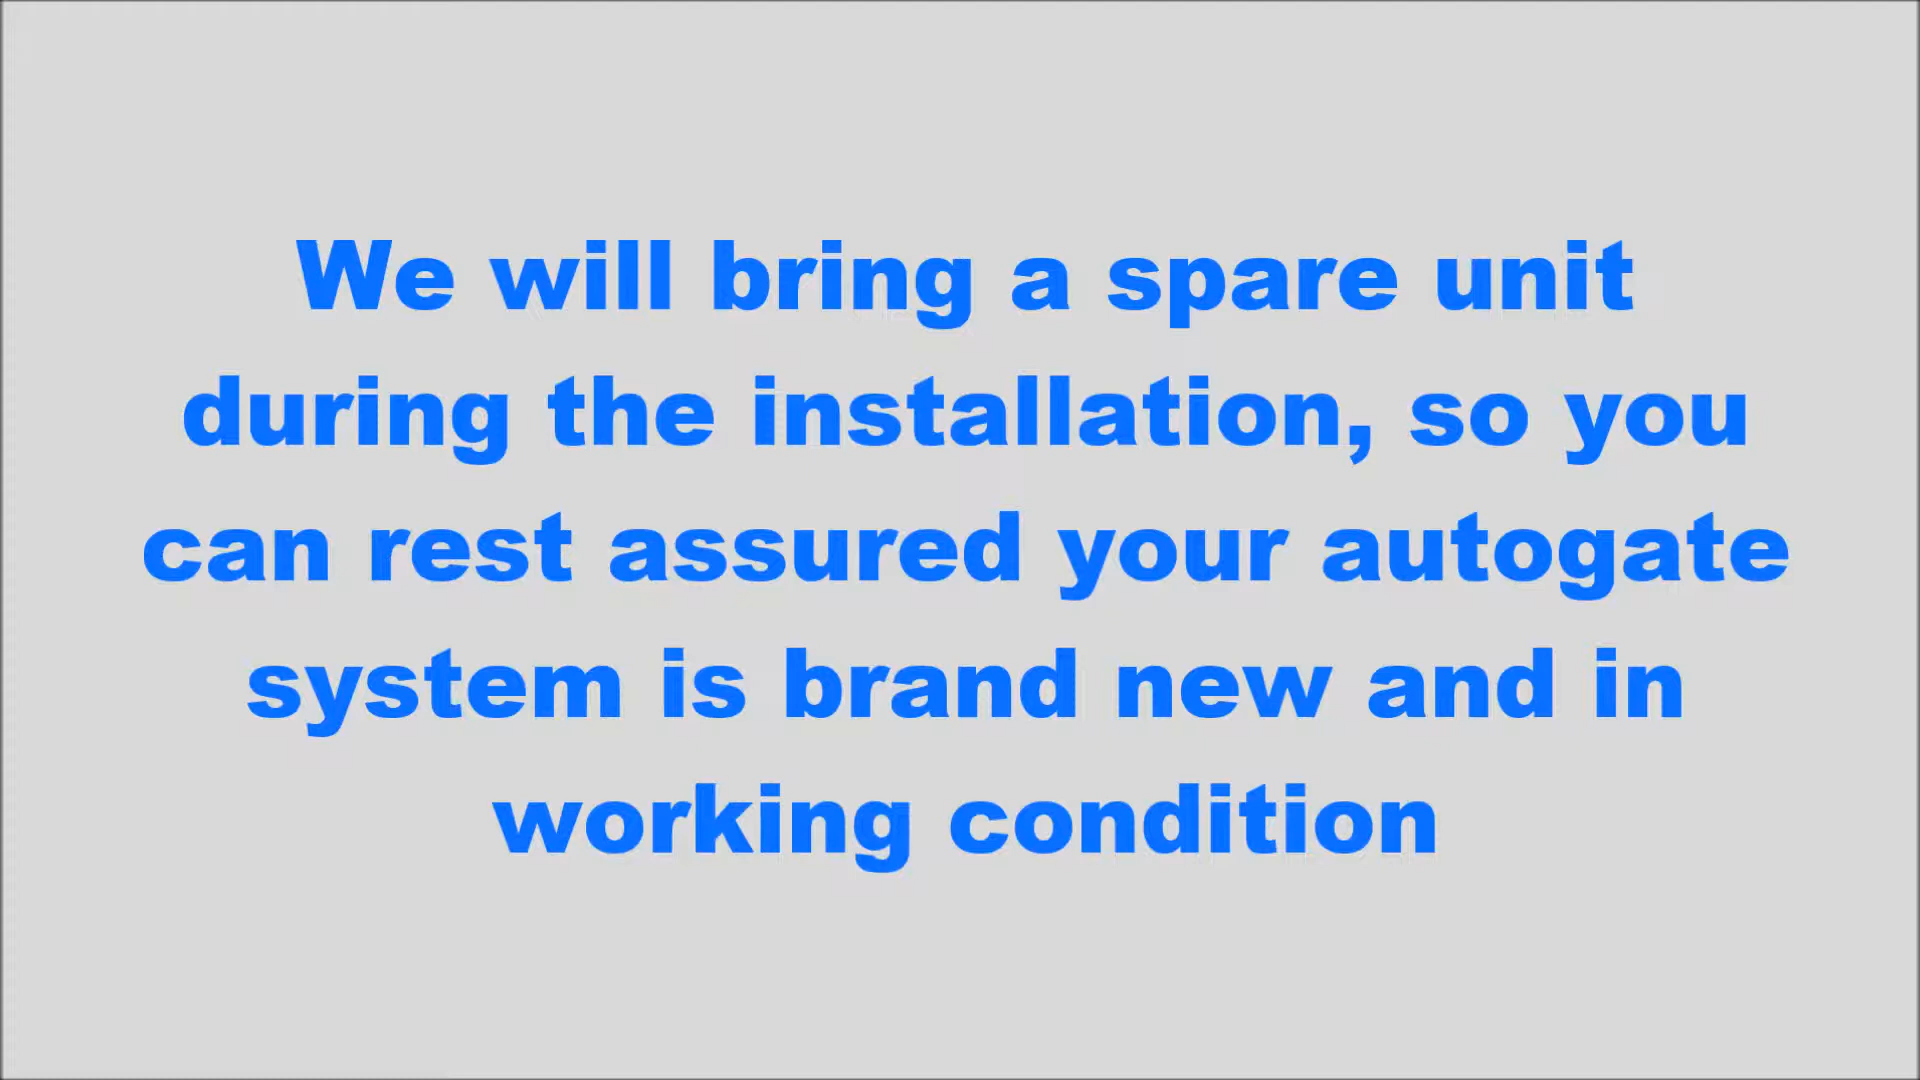 We will bring a spare unit
during the installation, so you
can rest assured your autogate
system is brand new and in
working condition